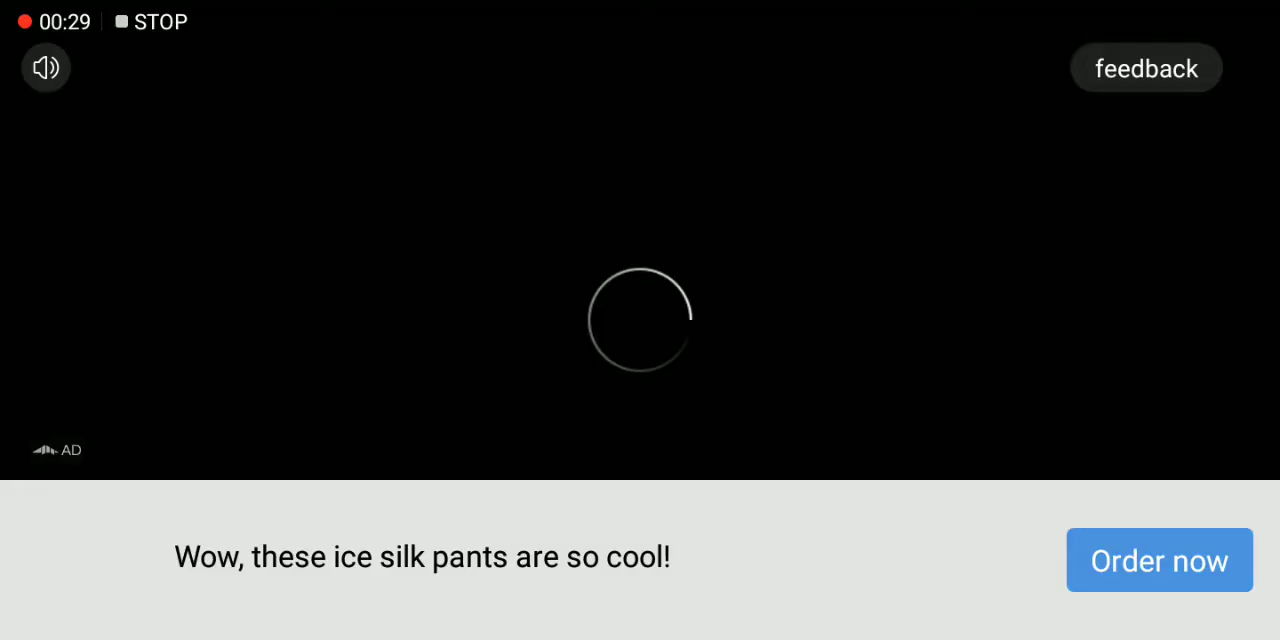 00:29 STOP
feedback
AD
Wow, these ice silk pants are so cool!
Order now